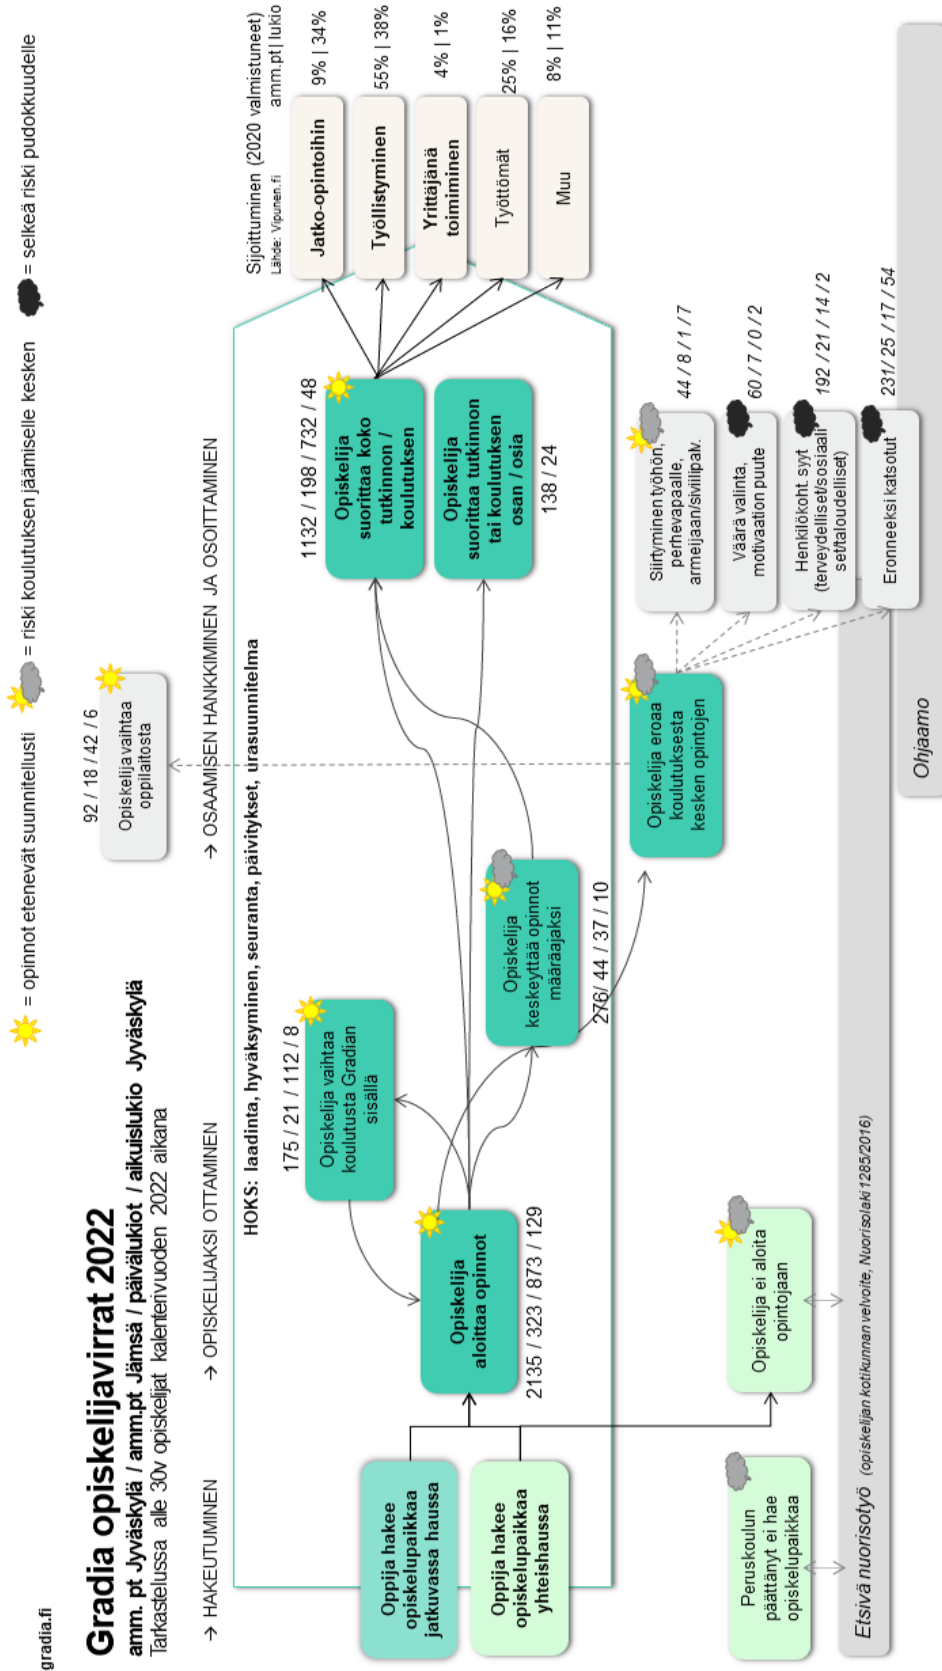 gradia.fi
= opinnot etenevät suunnitellusti
= riski koulutuksen jäämiselle kesken
= selkeä riski pudokkuudelle
Gradia opiskelijavirrat 2022
amm. pt Jyväskylä / amm.pt Jämsä / päivälukiot / aikuislukio Jyväskylä
Tarkastelussa alle 30v opiskelijat kalenterivuoden 2022 aikana
92 / 18 / 42 / 6
Opiskelija vaihtaa
oppilaitosta
Sijoittuminen (2020 valmistuneet)
Lähde: Vipunen.fi
amm.pt| lukio
→ HAKEUTUMINEN
→ OPISKELIJAKSI OTTAMINEN
→ OSAAMISEN HANKKIMINEN JA OSOITTAMINEN
HOKS: laadinta, hyväksyminen, seuranta, päivitykset, urasuunnitelma
Oppija hakee
opiskelupaikkaa
jatkuvassa haussa
Oppija hakee
opiskelupaikkaa
yhteishaussa
Opiskelija
aloittaa opinnot
2135 / 323 / 873 / 129
175 / 21 / 112 / 8
Opiskelija vaihtaa
koulutusta Gradian
sisällä
Opiskelija
keskeyttää opinnot
määräajaksi
276/ 44 / 37 / 10
1132 / 198 / 732 / 48
Opiskelija
suorittaa koko
tutkinnon /
koulutuksen
Opiskelija
suorittaa tutkinnon
tai koulutuksen
osan / osia
138 / 24
Jatko-opintoihin
9% | 34%
Työllistyminen
55% | 38%
Yrittäjänä
toimiminen
4% | 1%
Työttömät
25% | 16%
Muu
8% | 11%
Opiskelija eroaa
koulutuksesta
kesken opintojen
Siirtyminen työhön,
perhevapaalle,
armeijaan/siviilipalv.
44 / 8 / 1 / 7
Väärä valinta,
motivaation puute
60 / 7 / 0 / 2
Henkilökoht. syyt
(terveydelliset/sosiaali
set/taloudelliset)
192 / 21 / 14 / 2
Eronneeksi katsotut
231/ 25 / 17 / 54
Peruskoulun
päättänyt ei hae
opiskelupaikkaa
Opiskelija ei aloita
opintojaan
Etsivä nuorisotyö (opiskelijan kotikunnan velvoite, Nuorisolaki 1285/2016)
Ohjaamo